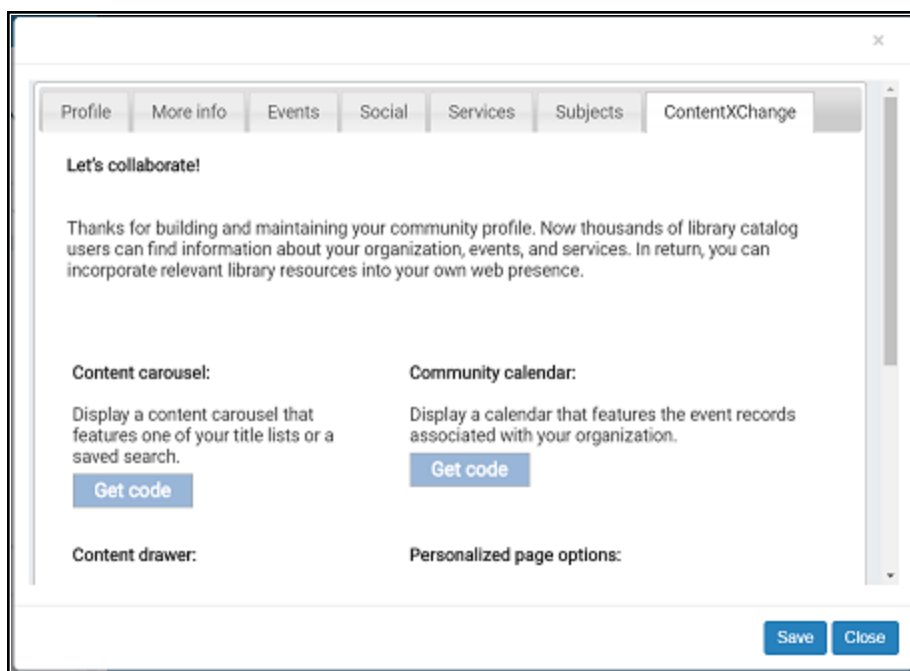 ×
Profile More info Events Social Services Subjects ContentXChange
Let's collaborate!
Thanks for building and maintaining your community profile. Now thousands of library catalog
users can find information about your organization, events, and services. In return, you can
incorporate relevant library resources into your own web presence.
Content carousel:
Display a content carousel that
features one of your title lists or a
saved search.
Get code
Community calendar:
Display a calendar that features the event records
associated with your organization.
Get code
Content drawer:
Personalized page options:
Save Close